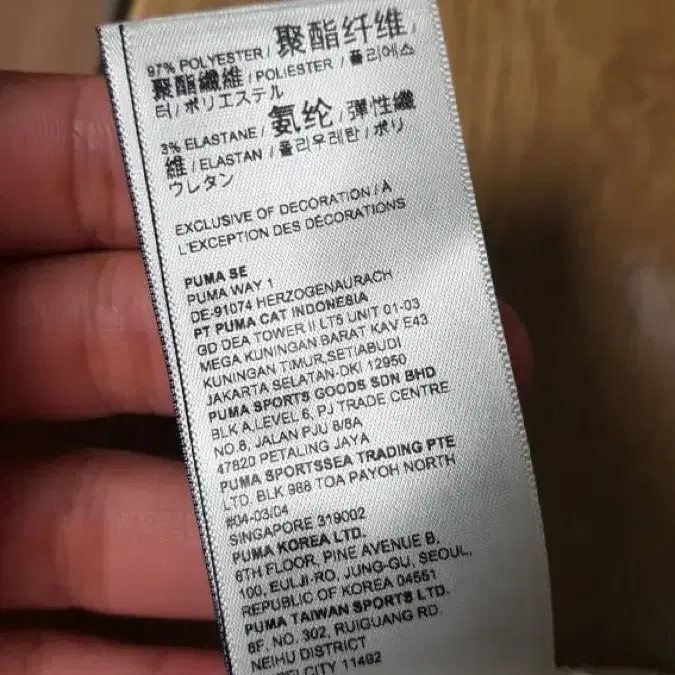 97% POLYESTER / 聚酯纤维 /
聚酯纖維 / POLIESTER / 폴리에스
터 / ポリエステル
3% ELASTANE / 氨纶 / 彈性纖
維 / ELASTAN / 폴리우레탄 / ポリ
ウレタン
EXCLUSIVE OF DECORATION / À
L'EXCEPTION DES DÉCORATIONS
PUMA SE
PUMA WAY 1
DE-91074 HERZOGENAURACH
PT PUMA CAT INDONESIA
GD DEA TOWER II LT5 UNIT 01-03
MEGA KUNINGAN BARAT KAV E43
KUNINGAN TIMUR,SETIABUDI
JAKARTA SELATAN-DKI 12950
PUMA SPORTS GOODS SDN BHD
BLK A,LEVEL 6, PJ TRADE CENTRE
NO.8, JALAN PJU 8/8A
47820 PETALING JAYA
PUMA SPORTSSEA TRADING PTE
LTD. BLK 988 TOA PAYOH NORTH
#04-03/04
SINGAPORE 319002
PUMA KOREA LTD.
6TH FLOOR, PINE AVENUE B,
100, EULJI-RO, JUNG-GU, SEOUL,
REPUBLIC OF KOREA 04551
PUMA TAIWAN SPORTS LTD.
8F, NO. 302, RUIGUANG RD.
NEIHU DISTRICT
CITY 11492